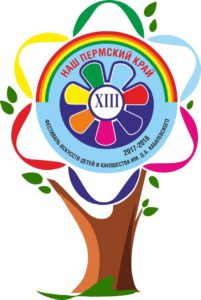 НАШ ПЕРМСКИЙ КРАЙ
XIII
2017-2018
ФЕСТИВАЛЬ ИСКУССТВ ДЕТЕЙ И ЮНОШЕСТВА ИМ. Д.Б. КАБАЛЕВСКОГО